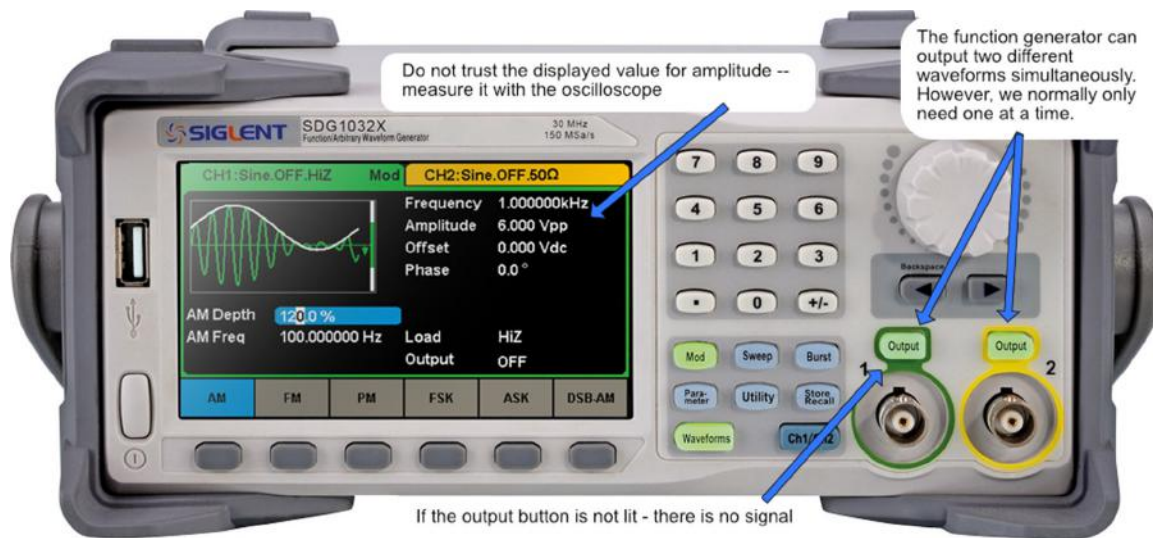 The function generator can
output two different
waveforms simultaneously.
However, we normally only
need one at a time.
Do not trust the displayed value for amplitude --
measure it with the oscilloscope
SIGLENT SDG1032X
Function/Arbitrary Waveform Generator
30 MHz
150 MSa/s
CH1:Sine.OFF.HiZ Mod CH2:Sine.OFF.50Ω
Frequency 1.000000kHz
Amplitude 6.000 Vpp
Offset 0.000 Vdc
Phase 0.0 °
AM Depth 120.0 %
AM Freq 100.000000 Hz Load HiZ
Output OFF
AM FM PM FSK ASK DSB-AM
7 8 9
4 5 6
1 2 3
• 0 +/-
Backspace
Mod Sweep Burst
Para-
meter Utility Store
Recall
Waveforms
Output Output
1 2
If the output button is not lit - there is no signal